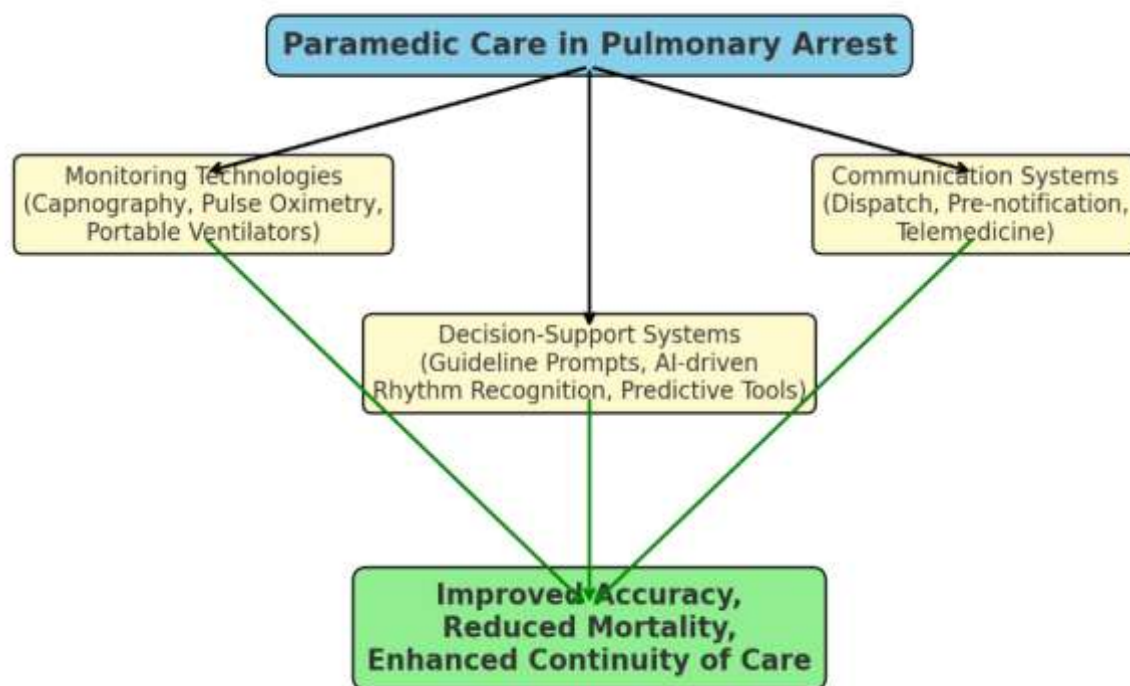 Paramedic Care in Pulmonary Arrest
Monitoring Technologies
(Capnography, Pulse Oximetry,
Portable Ventilators)
Communication Systems
(Dispatch, Pre-notification,
Telemedicine)
Decision-Support Systems
(Guideline Prompts, AI-driven
Rhythm Recognition, Predictive Tools)
Improved Accuracy,
Reduced Mortality,
Enhanced Continuity of Care